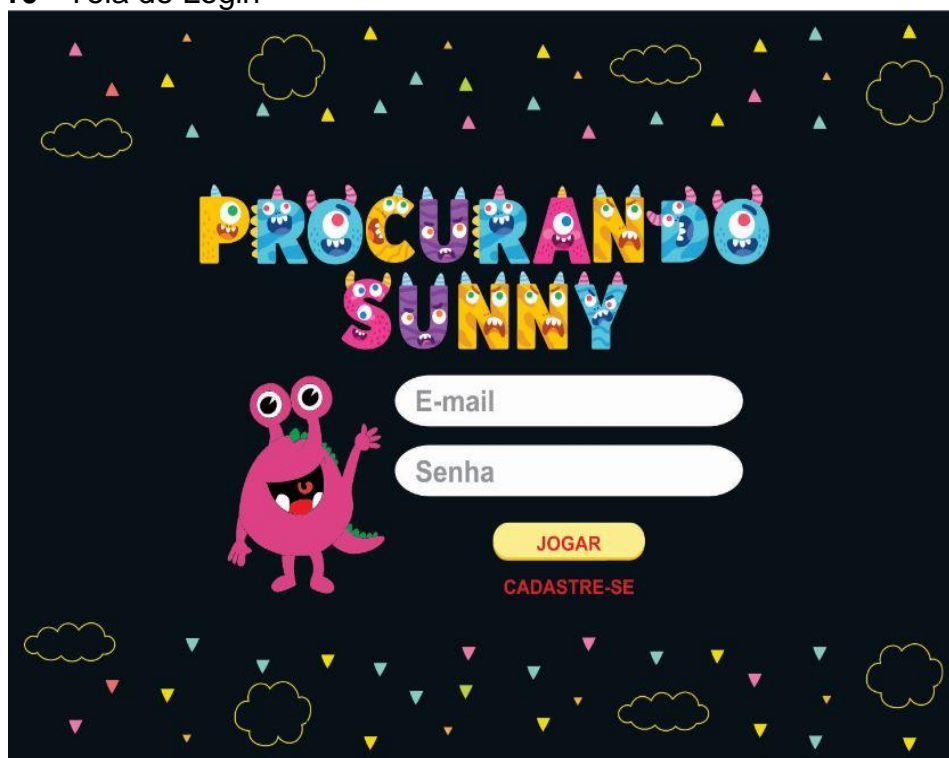 Tela de Login
PROCURANDO
SUNNY
E-mail
Senha
JOGAR
CADASTRE-SE